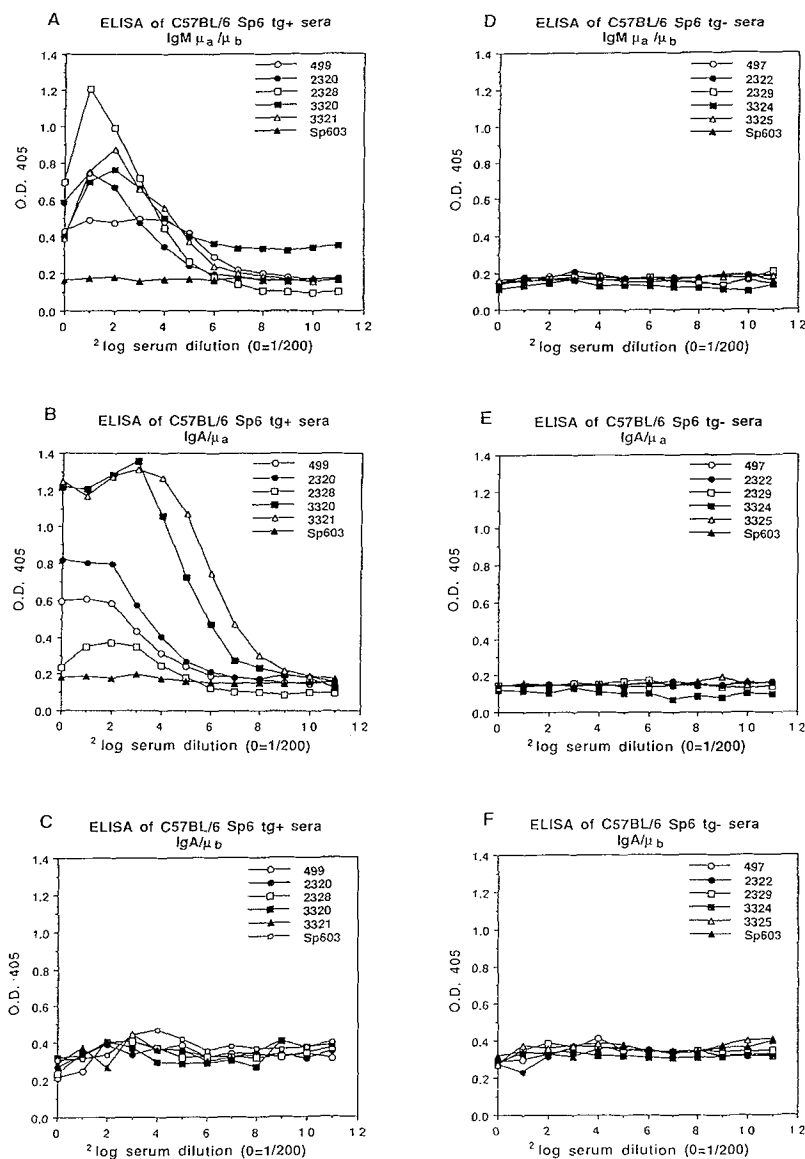 A
ELISA of C57BL/6 Sp6 tg+ sera
IgM μa/μb
499
2320
2328
3320
3321
Sp603
O.D. 405
1.4
1.2
1.0
0.8
0.6
0.4
0.2
0.0
0 2 4 6 8 10 12
2 log serum dilution (0=1/200)
D
ELISA of C57BL/6 Sp6 tg- sera
IgM μa/μb
497
2322
2329
3324
3325
Sp603
O.D. 405
1.4
1.2
1.0
0.8
0.6
0.4
0.2
0.0
0 2 4 6 8 10 12
2 log serum dilution (0=1/200)
B
ELISA of C57BL/6 Sp6 tg+ sera
IgA/μa
499
2320
2328
3320
3321
Sp603
O.D. 405
1.4
1.2
1.0
0.8
0.6
0.4
0.2
0.0
0 2 4 6 8 10 12
2 log serum dilution (0=1/200)
E
ELISA of C57BL/6 Sp6 tg- sera
IgA/μa
497
2322
2329
3324
3325
Sp603
O.D. 405
1.4
1.2
1.0
0.8
0.6
0.4
0.2
0.0
0 2 4 6 8 10 12
2 log serum dilution (0=1/200)
C
ELISA of C57BL/6 Sp6 tg+ sera
IgA/μb
499
2320
2328
3320
3321
Sp603
O.D. 405
1.4
1.2
1.0
0.8
0.6
0.4
0.2
0.0
0 2 4 6 8 10 12
2 log serum dilution (0=1/200)
F
ELISA of C57BL/6 Sp6 tg- sera
IgA/μb
497
2322
2329
3324
3325
Sp603
O.D. 405
1.4
1.2
1.0
0.8
0.6
0.4
0.2
0.0
0 2 4 6 8 10 12
2 log serum dilution (0=1/200)